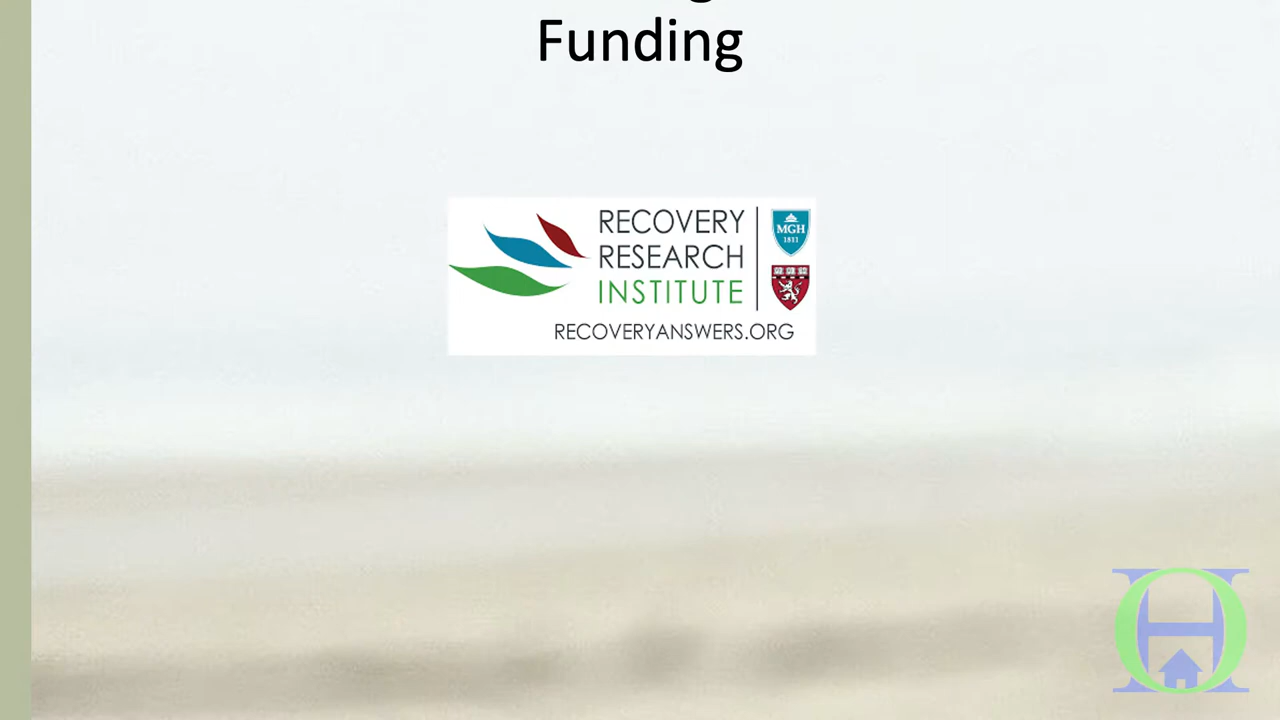 Funding
RECOVERY
RESEARCH
INSTITUTE
MGH
1811
RECOVERYANSWERS.ORG